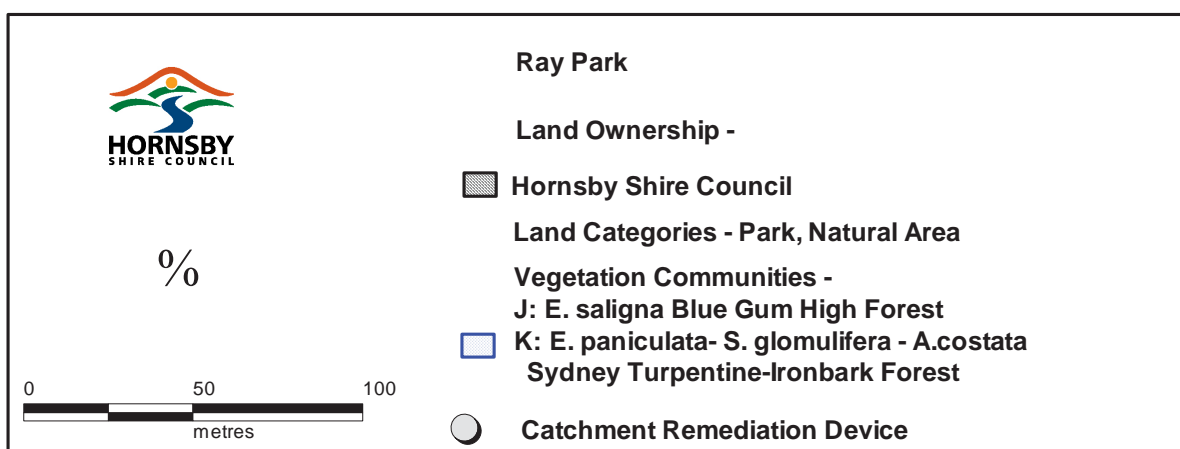 Ray Park
Land Ownership -
HORNSBY
SHIRE COUNCIL
Hornsby Shire Council
Land Categories - Park, Natural Area
%
Vegetation Communities -
J: E. saligna Blue Gum High Forest
K: E. paniculata- S. glomulifera - A.costata
Sydney Turpentine-Ironbark Forest
0 50 100
metres
Catchment Remediation Device